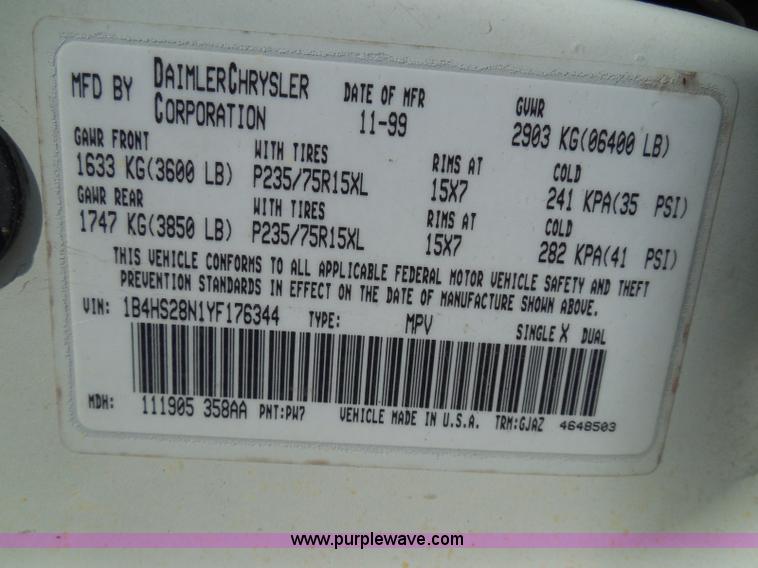 MFD BY DAIMLERCHRYSLER CORPORATION DATE OF MFR 11-99 GVWR 2903 KG(06400 LB)
GAWR FRONT WITH TIRES RIMS AT COLD
1633 KG(3600 LB) P235/75R15XL 15X7 241 KPA(35 PSI)
GAWR REAR WITH TIRES RIMS AT COLD
1747 KG(3850 LB) P235/75R15XL 15X7 282 KPA(41 PSI)
THIS VEHICLE CONFORMS TO ALL APPLICABLE FEDERAL MOTOR VEHICLE SAFETY AND THEFT
PREVENTION STANDARDS IN EFFECT ON THE DATE OF MANUFACTURE SHOWN ABOVE.
VIN: 1B4HS28N1YF176344 TYPE: MPV SINGLE X DUAL
MDH: 111905 358AA PNT:PW7 VEHICLE MADE IN U.S.A. TRM:GJAZ 4648503
www.purplewave.com